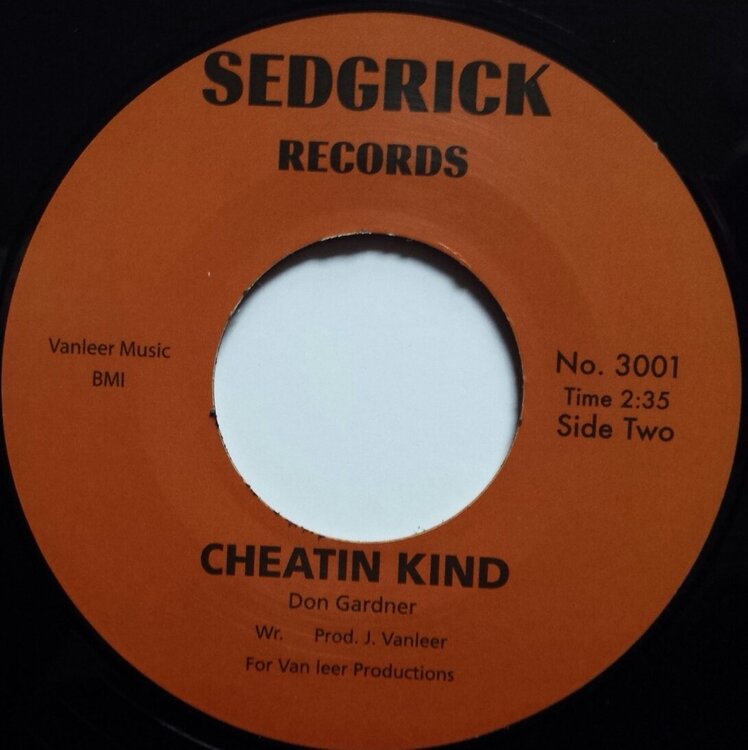 SEDGRICK
RECORDS
Vanleer Music
BMI
No. 3001
Time 2:35
Side Two
CHEATIN KIND
Don Gardner
Wr. Prod. J. Vanleer
For Van leer Productions